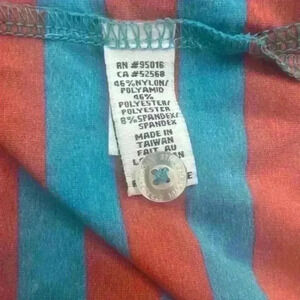 RN #95016
CA #52568
46%NYLON/
POLYAMID
46%
POLYESTER/
POLYESTER
8%SPANDEX/
SPANDEX
MADE IN
TAIWAN
FAIT AU